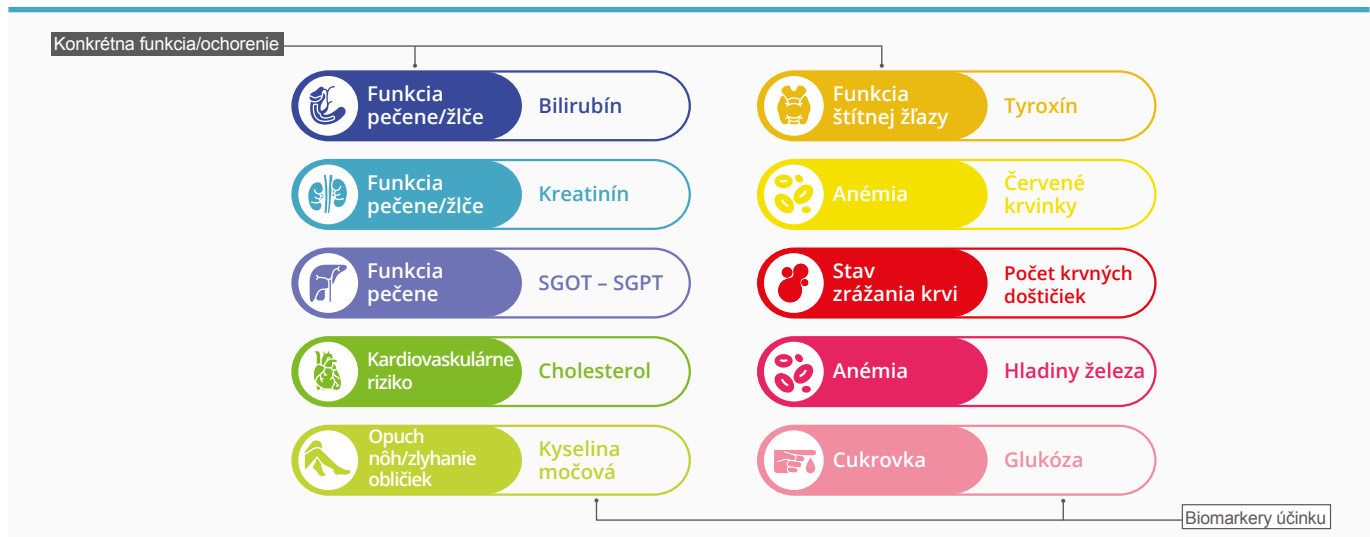 Konkrétna funkcia/ochorenie
Funkcia
pečene/žlče
Bilirubín
Funkcia
pečene/žlče
Kreatinín
Funkcia
pečene
SGOT – SGPT
Kardiovaskulárne
riziko
Cholesterol
Opuch
nôh/zlyhanie
obličiek
Kyselina
močová
Funkcia
štítnej žľazy
Tyroxín
Anémia
Červené
krvinky
Stav
zrážania krvi
Počet krvných
doštičiek
Anémia
Hladiny železa
Cukrovka
Glukóza
Biomarkery účinku